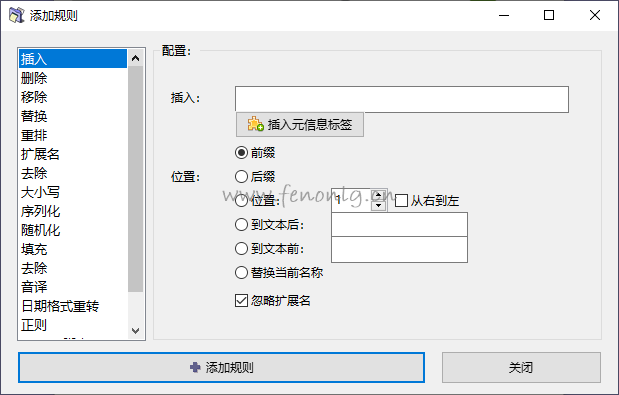 添加规则
插入
删除
移除
替换
重排
扩展名
去除
大小写
序列化
随机化
填充
去除
音译
日期格式重转
正则
配置:
插入:
插入元信息标签
位置:
前缀
后缀
位置: 1 从右到左
到文本后:
到文本前:
替换当前名称
忽略扩展名
www.fenonlg.cn
添加规则
关闭